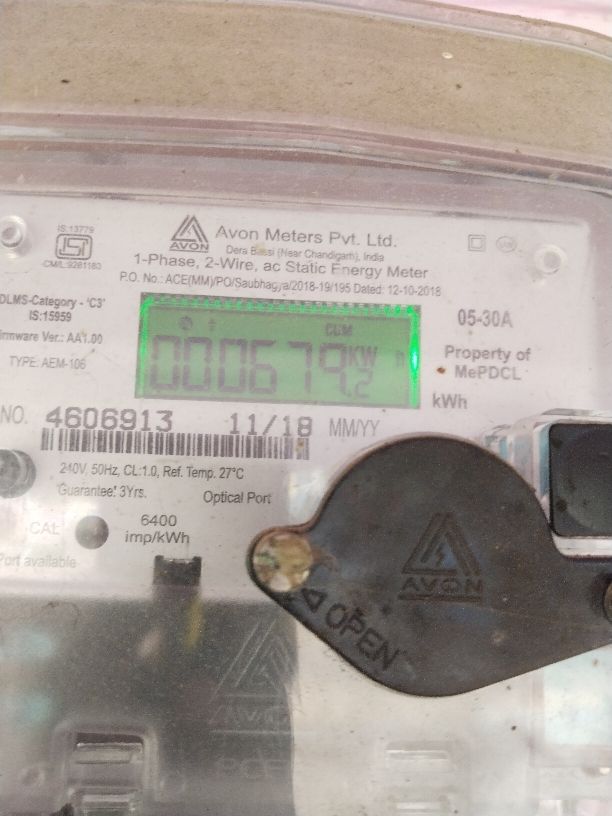 IS:13779
ISI
CM/L:9261183
AVON
Avon Meters Pvt. Ltd.
Dera Bassi (Near Chandigarh), India
1-Phase, 2-Wire, ac Static Energy Meter
P.O. No.: ACE(MM)/PO/Saubhagya/2018-19/195 Dated: 12-10-2018
DLMS-Category - 'C3'
IS:15959
irmware Ver.: AA1.00
TYPE: AEM-106
CUM
000679.2 KW h
05-30A
Property of
MePDCL
kWh
NO. 4606913 11/18 MM/YY
240V, 50Hz, CL:1.0, Ref. Temp. 27°C
Guarantee: 3Yrs. Optical Port
CAL
6400
imp/kWh
Port available
AVON
OPEN
AVON